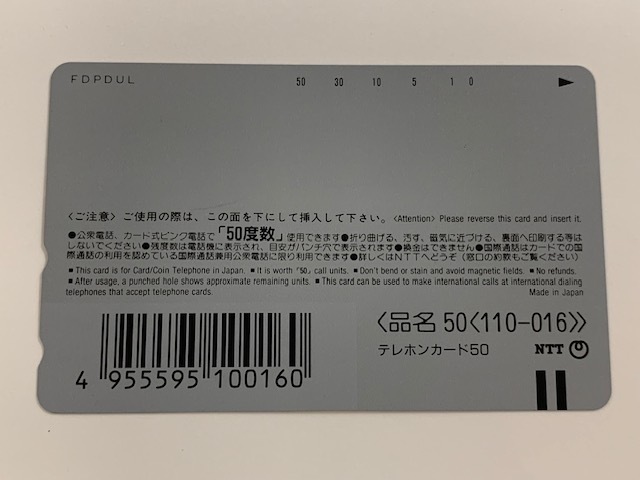 FDPDUL 50 30 10 5 1 0
〈ご注意〉ご使用の際は、この面を下にして挿入して下さい。〈Attention〉Please reverse this card and insert it.
●公衆電話、カード式ピンク電話で「50度数」使用できます●折り曲げる、汚す、磁気に近づける、裏面へ印刷する等は
しないでください●残度数は電話機に表示され、目安がパンチ穴で表示されます●換金はできません●国際通話はカードでの国
際通話の利用を認めている国際通話兼用公衆電話に限り利用できます●詳しくはNTTへどうぞ(窓口の約款もご覧ください)
■This card is for Card/Coin Telephone in Japan. ■It is worth「50」call units. ■Don't bend or stain and avoid magnetic fields. ■No refunds.
■After usage, a punched hole shows approximate remaining units. ■This card can be used to make international calls at international dialing
telephones that accept telephone cards. Made in Japan
〈品名 50〈110-016〉〉
テレホンカード50 NTT
4 955595 100160